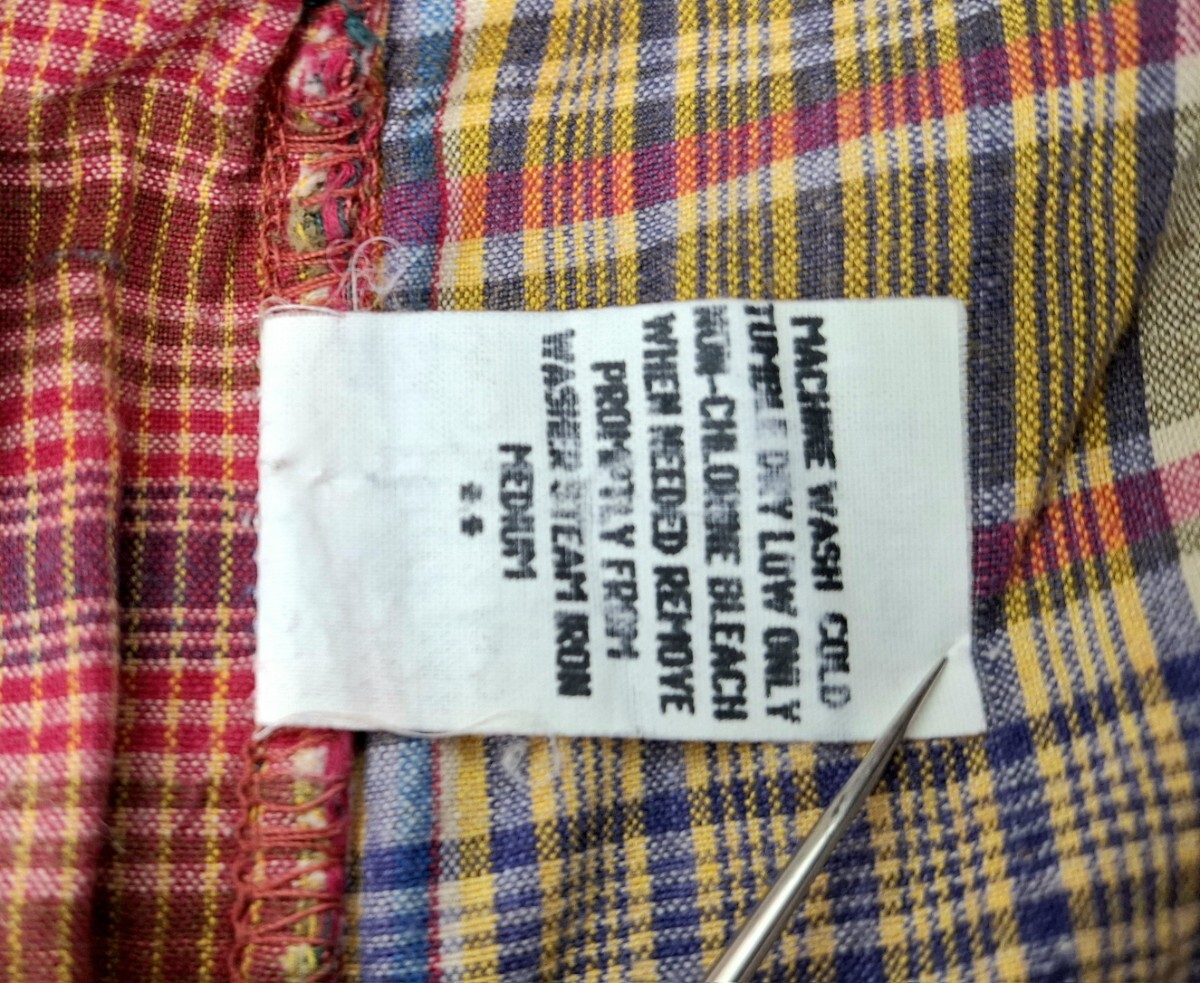 MACHINE WASH COLD
TUMBLE DRY LOW ONLY
NON-CHLORINE BLEACH
WHEN NEEDED REMOVE
PROMPTLY FROM
WASHER STEAM IRON
MEDIUM